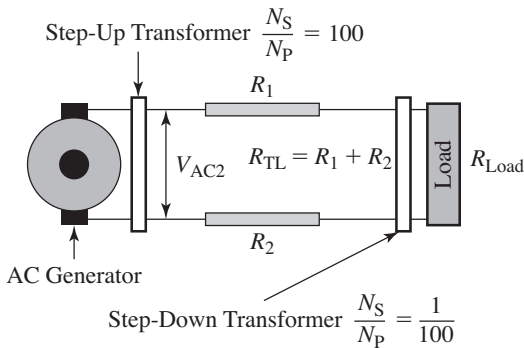 Step-Up Transformer N_S/N_P = 100
R_1
V_AC2
R_TL = R_1 + R_2
Load
R_Load
R_2
AC Generator
Step-Down Transformer N_S/N_P = 1/100